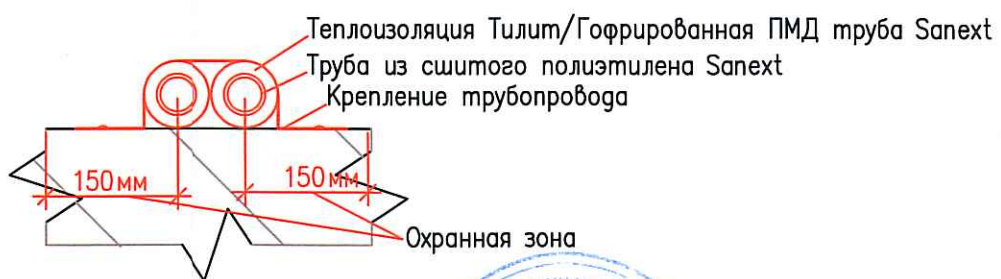 Теплоизоляция Тилит/Гофрированная ПМД труба Sanext
Труба из сшитого полиэтилена Sanext
Крепление трубопровода
150мм 150мм
Охранная зона